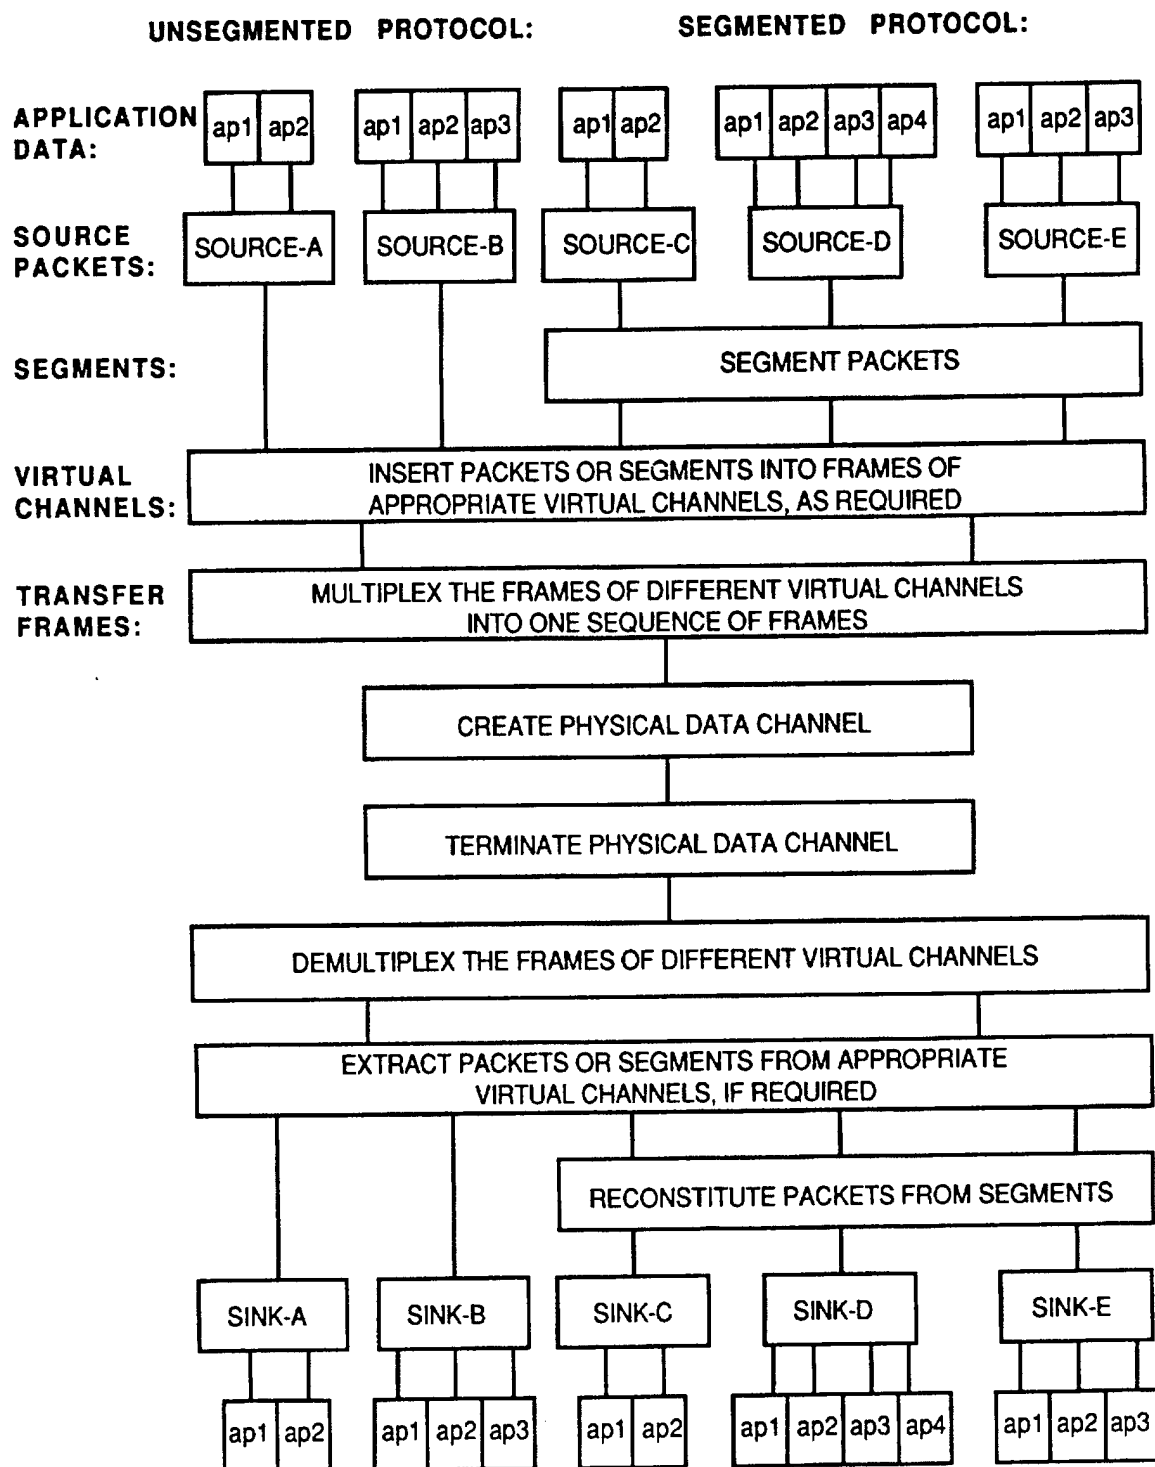 UNSEGMENTED PROTOCOL: SEGMENTED PROTOCOL:
APPLICATION DATA:
ap1 ap2 ap1 ap2 ap3 ap1 ap2 ap1 ap2 ap3 ap4 ap1 ap2 ap3
SOURCE PACKETS:
SOURCE-A SOURCE-B SOURCE-C SOURCE-D SOURCE-E
SEGMENTS:
SEGMENT PACKETS
VIRTUAL CHANNELS:
INSERT PACKETS OR SEGMENTS INTO FRAMES OF
APPROPRIATE VIRTUAL CHANNELS, AS REQUIRED
TRANSFER FRAMES:
MULTIPLEX THE FRAMES OF DIFFERENT VIRTUAL CHANNELS
INTO ONE SEQUENCE OF FRAMES
CREATE PHYSICAL DATA CHANNEL
TERMINATE PHYSICAL DATA CHANNEL
DEMULTIPLEX THE FRAMES OF DIFFERENT VIRTUAL CHANNELS
EXTRACT PACKETS OR SEGMENTS FROM APPROPRIATE
VIRTUAL CHANNELS, IF REQUIRED
RECONSTITUTE PACKETS FROM SEGMENTS
SINK-A SINK-B SINK-C SINK-D SINK-E
ap1 ap2 ap1 ap2 ap3 ap1 ap2 ap1 ap2 ap3 ap4 ap1 ap2 ap3